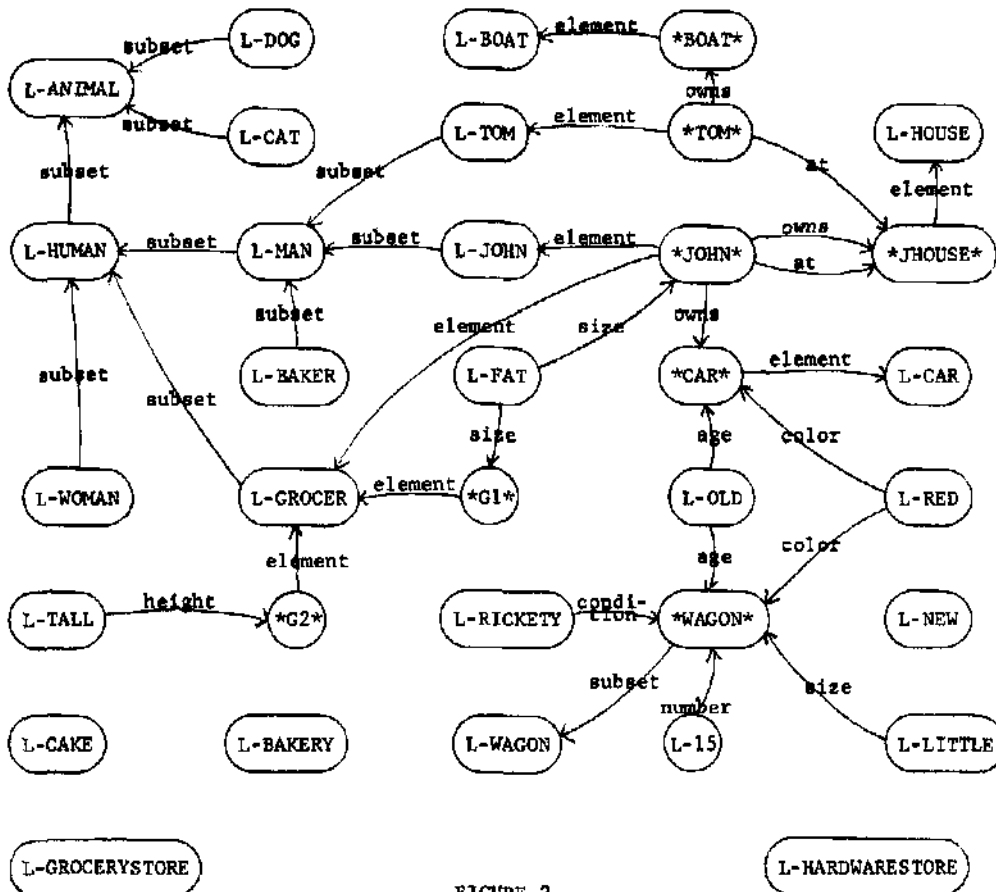 L-DOG L-BOAT element *BOAT*
subset
L-ANIMAL
owns
subset L-CAT L-TOM element *TOM* L-HOUSE
subset subset at element
L-HUMAN subset L-MAN subset L-JOHN element *JOHN* owns *JHOUSE*
at
subset element size owns
subset L-BAKER L-FAT *CAR* element L-CAR
subset size age color
L-WOMAN L-GROCER element *G1* L-OLD L-RED
element age color
L-TALL height *G2* L-RICKETY condi-
tion *WAGON* L-NEW
subset number size
L-CAKE L-BAKERY L-WAGON L-15 L-LITTLE
L-GROCERYSTORE L-HARDWARESTORE